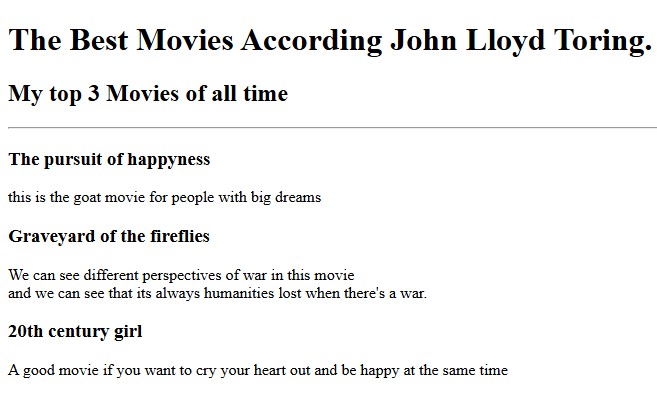 The Best Movies According John Lloyd Toring.
My top 3 Movies of all time
The pursuit of happyness
this is the goat movie for people with big dreams
Graveyard of the fireflies
We can see different perspectives of war in this movie
and we can see that its always humanities lost when there's a war.
20th century girl
A good movie if you want to cry your heart out and be happy at the same time